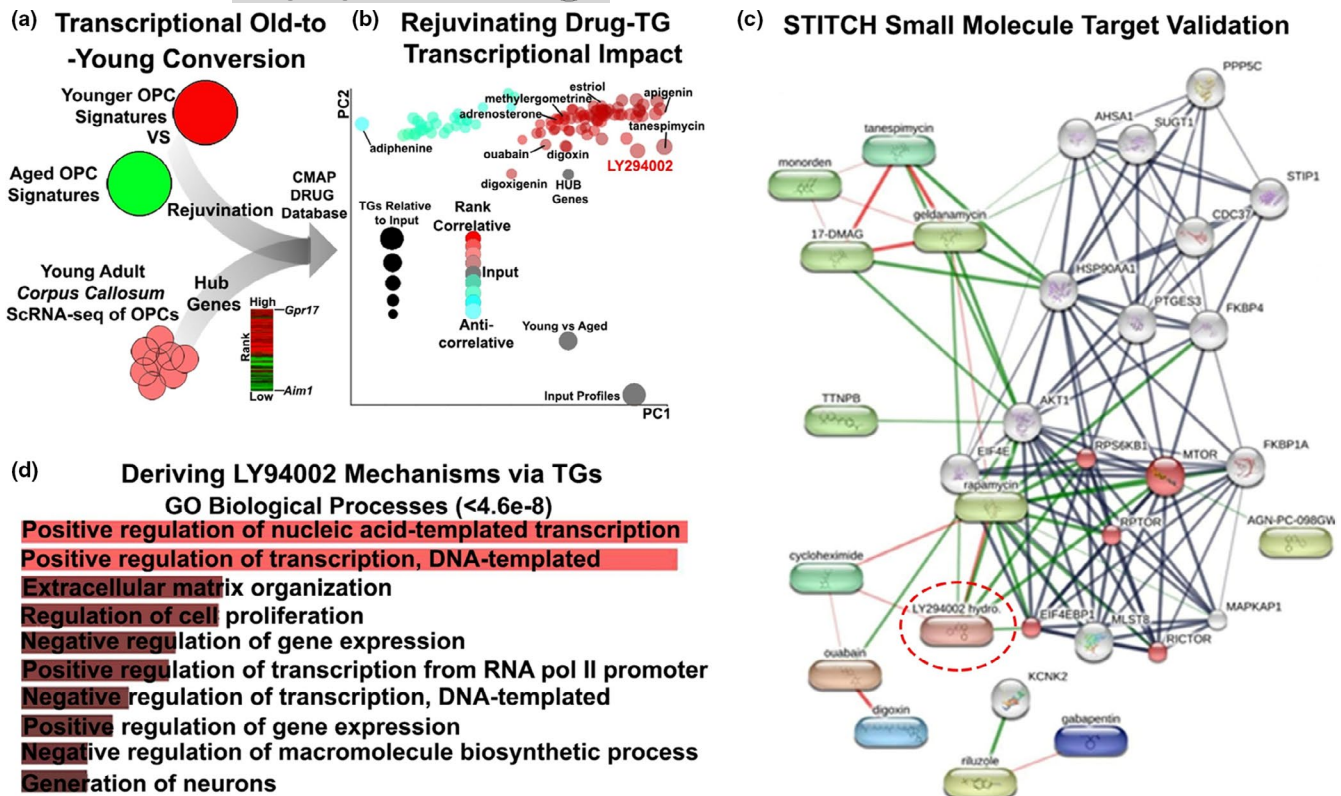 (a)
Transcriptional Old-to
-Young Conversion
Younger OPC
Signatures
VS
Aged OPC
Signatures
Rejuvination
CMAP
DRUG
Database
Young Adult
Corpus Callosum
ScRNA-seq of OPCs
Hub
Genes
High
Rank
Low
Gpr17
Aim1
(b)
Rejuvinating Drug-TG
Transcriptional Impact
PC2
estriol
methylergometrine
apigenin
adrenosterone
tanespimycin
adiphenine
ouabain
digoxin
LY294002
digoxigenin
HUB
Genes
TGs Relative
to Input
Rank
Correlative
Input
Anti-
correlative
Young vs Aged
Input Profiles
PC1
(c)
STITCH Small Molecule Target Validation
PPP5C
AHSA1
SUGT1
tanespimycin
monorden
STIP1
geldanamycin
CDC37
17-DMAG
HSP90AA1
PTGES3
FKBP4
TTNPB
AKT1
RPS6KB1
EIF4E
MTOR
FKBP1A
rapamycin
AGN-PC-098GW
RPTOR
cycloheximide
LY294002 hydro.
EIF4EBP1
MLST8
MAPKAP1
RICTOR
ouabain
KCNK2
digoxin
gabapentin
riluzole
(d)
Deriving LY94002 Mechanisms via TGs
GO Biological Processes (<4.6e-8)
Positive regulation of nucleic acid-templated transcription
Positive regulation of transcription, DNA-templated
Extracellular matrix organization
Regulation of cell proliferation
Negative regulation of gene expression
Positive regulation of transcription from RNA pol II promoter
Negative regulation of transcription, DNA-templated
Positive regulation of gene expression
Negative regulation of macromolecule biosynthetic process
Generation of neurons